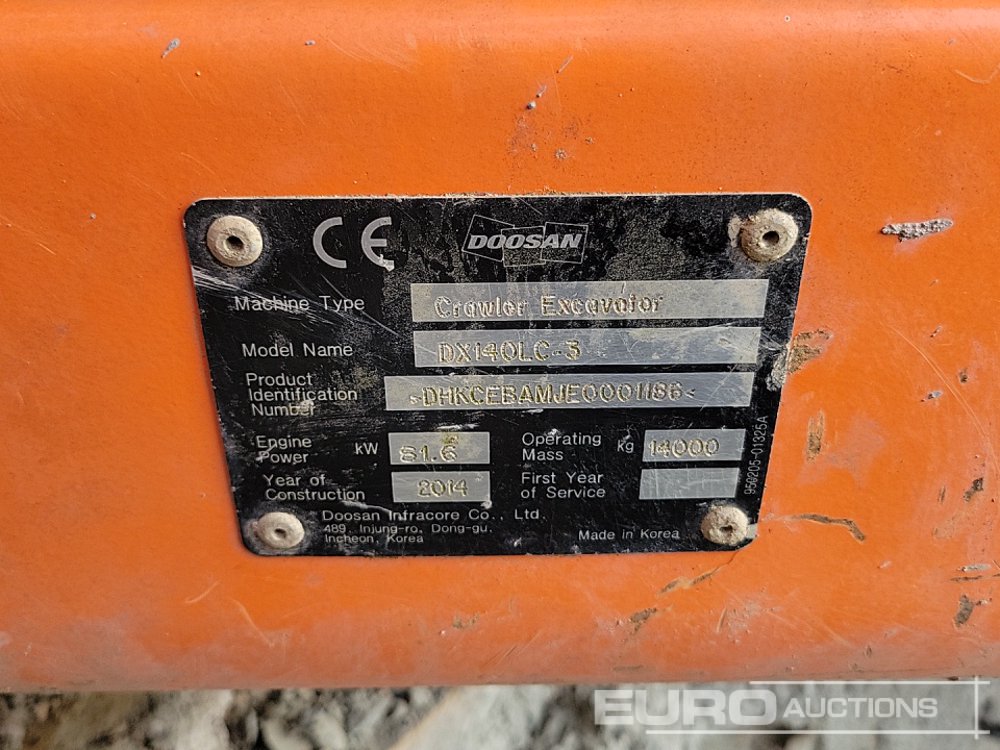 CE DOOSAN
Machine Type Crawler Excavator
Model Name DX140LC-3
Product
Identification
Number <DHKCEBAMJE0001186<
Engine
Power kW 81.6
Operating
Mass kg 14000
Year of
Construction 2014
First Year
of Service
Doosan Infracore Co., Ltd.
489, Injung-ro, Dong-gu,
Incheon, Korea
Made in Korea
950205-01325A
EURO AUCTIONS